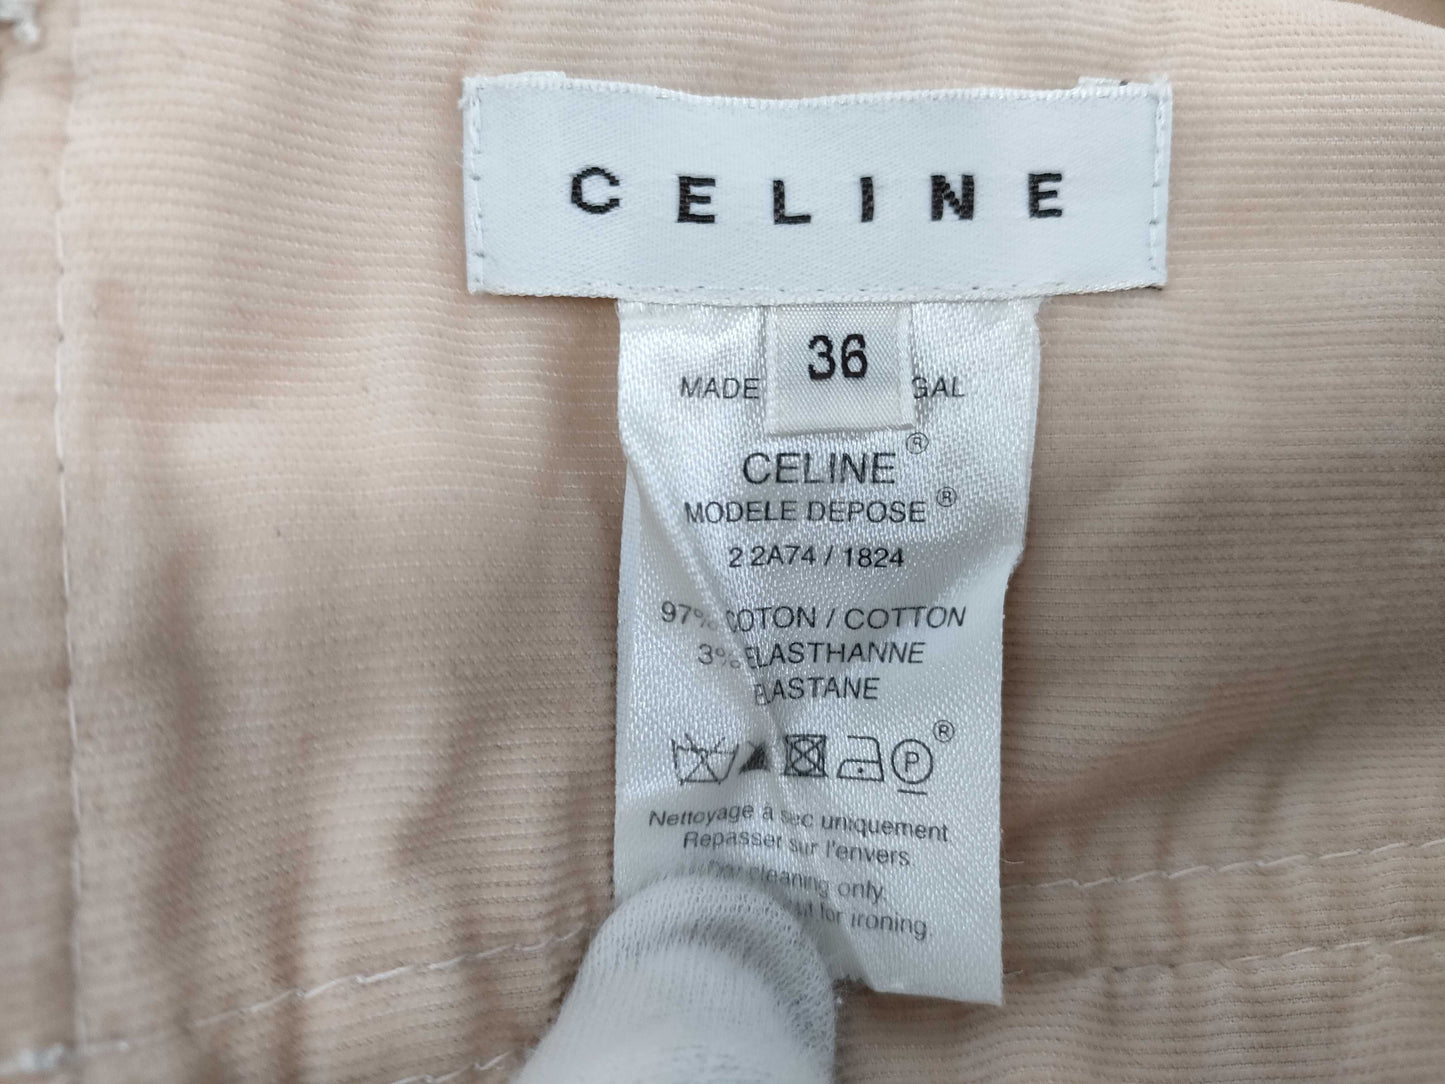 CELINE
36
MADE GAL
CELINE®
MODELE DEPOSE®
2 2A74 / 1824
97% COTON / COTTON
3% ELASTHANNE
ELASTANE
P®
Nettoyage à sec uniquement
Repasser sur l'envers
cleaning only.
for ironing